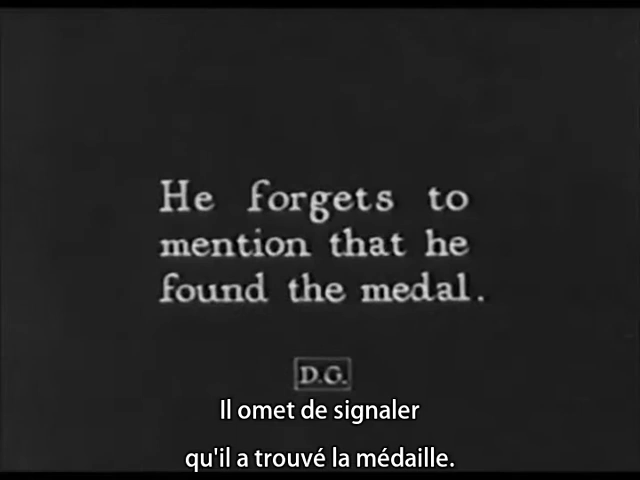 He forgets to
mention that he
found the medal.
D.G.
Il omet de signaler
qu'il a trouvé la médaille.